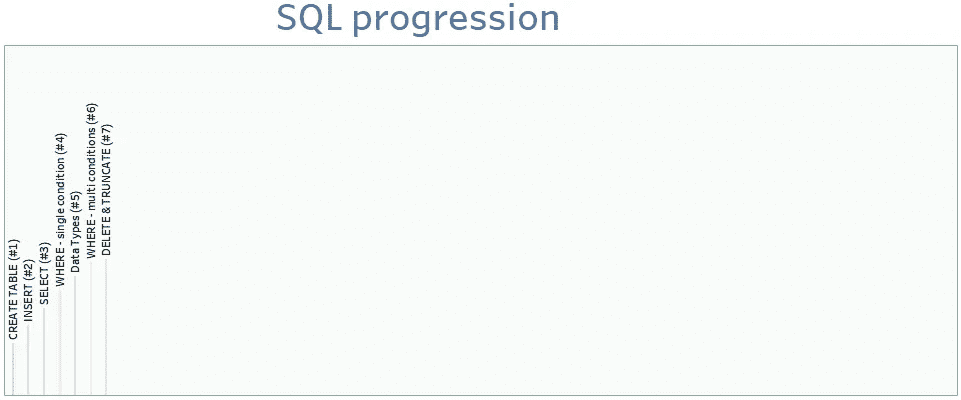 SQL progression
CREATE TABLE (#1)
INSERT (#2)
SELECT (#3)
WHERE - single condition (#4)
Data Types (#5)
WHERE - multi conditions (#6)
DELETE & TRUNCATE (#7)